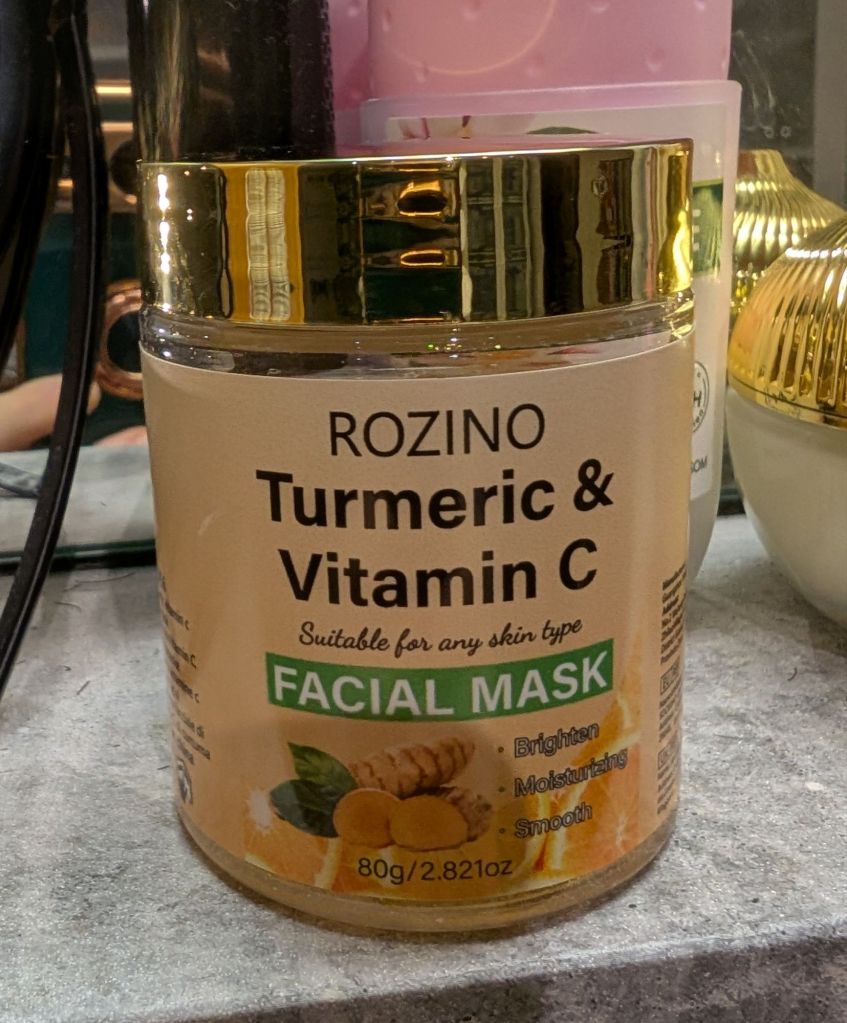 ROZINO
Turmeric &
Vitamin C
Suitable for any skin type
FACIAL MASK
· Brighten
· Moisturizing
· Smooth
80g/2.821oz